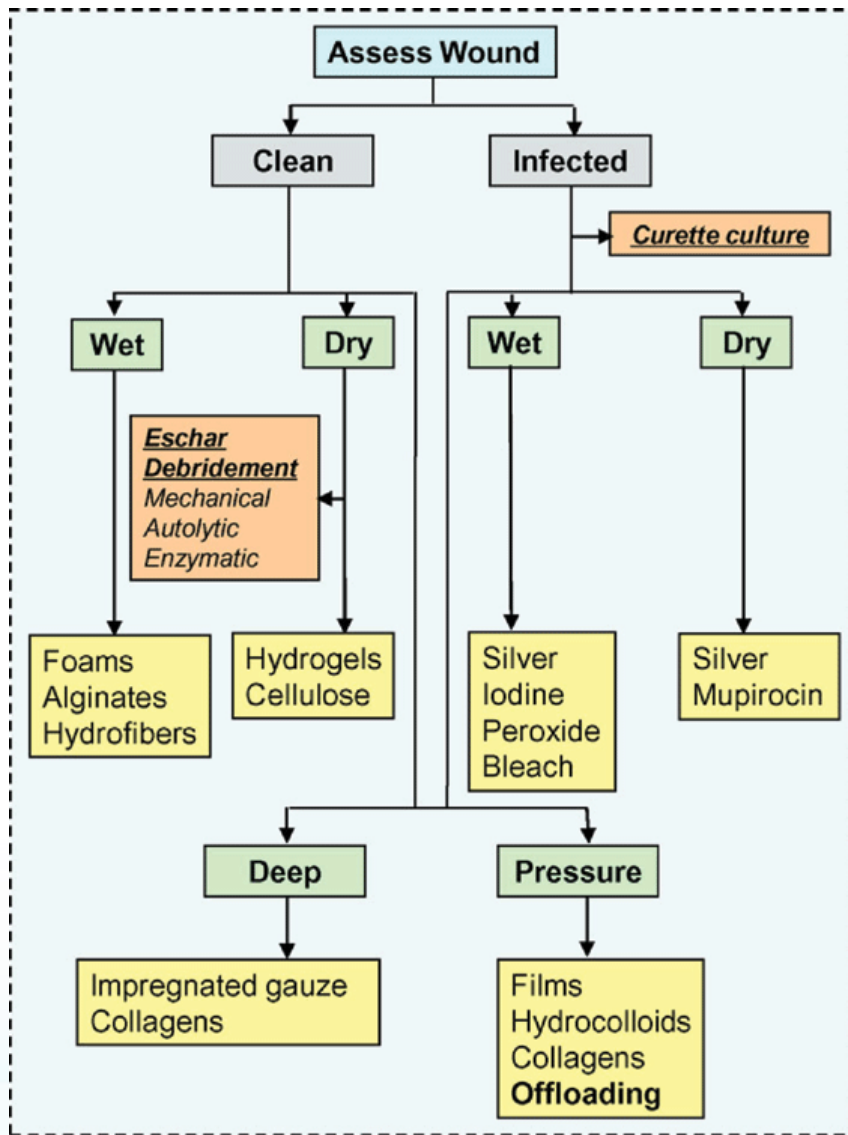 Assess Wound
Clean
Infected
Curette culture
Wet
Dry
Wet
Dry
Eschar
Debridement
Mechanical
Autolytic
Enzymatic
Foams
Alginates
Hydrofibers
Hydrogels
Cellulose
Silver
Iodine
Peroxide
Bleach
Silver
Mupirocin
Deep
Pressure
Impregnated gauze
Collagens
Films
Hydrocolloids
Collagens
Offloading